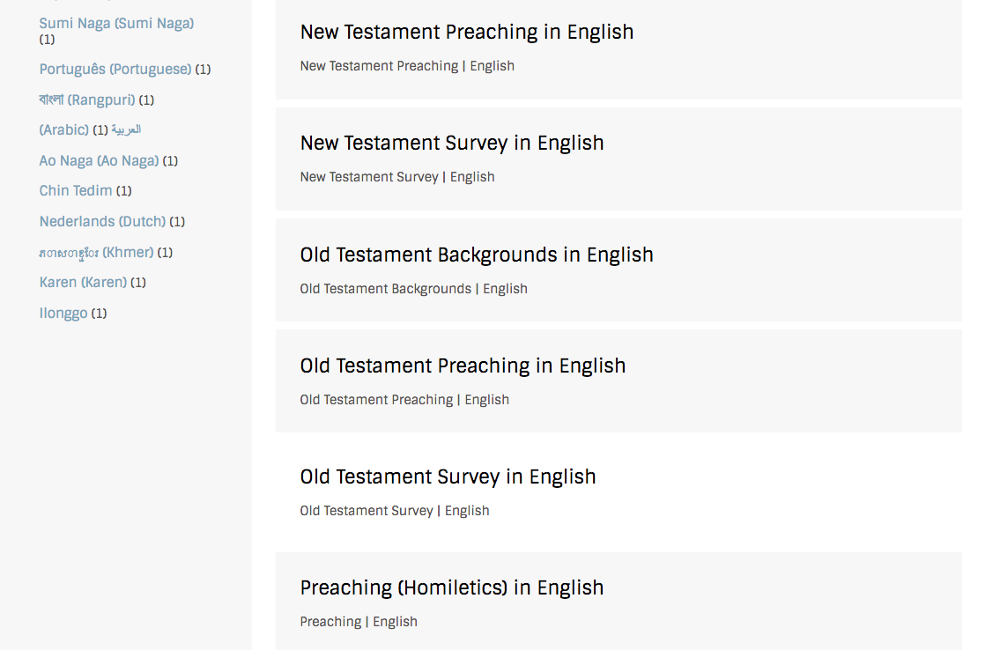 Sumi Naga (Sumi Naga)
(1)
Português (Portuguese) (1)
বাংলা (Rangpuri) (1)
(Arabic) (1) العربية
Ao Naga (Ao Naga) (1)
Chin Tedim (1)
Nederlands (Dutch) (1)
ភាសាខ្មែរ (Khmer) (1)
Karen (Karen) (1)
Ilonggo (1)
New Testament Preaching in English
New Testament Preaching | English
New Testament Survey in English
New Testament Survey | English
Old Testament Backgrounds in English
Old Testament Backgrounds | English
Old Testament Preaching in English
Old Testament Preaching | English
Old Testament Survey in English
Old Testament Survey | English
Preaching (Homiletics) in English
Preaching | English